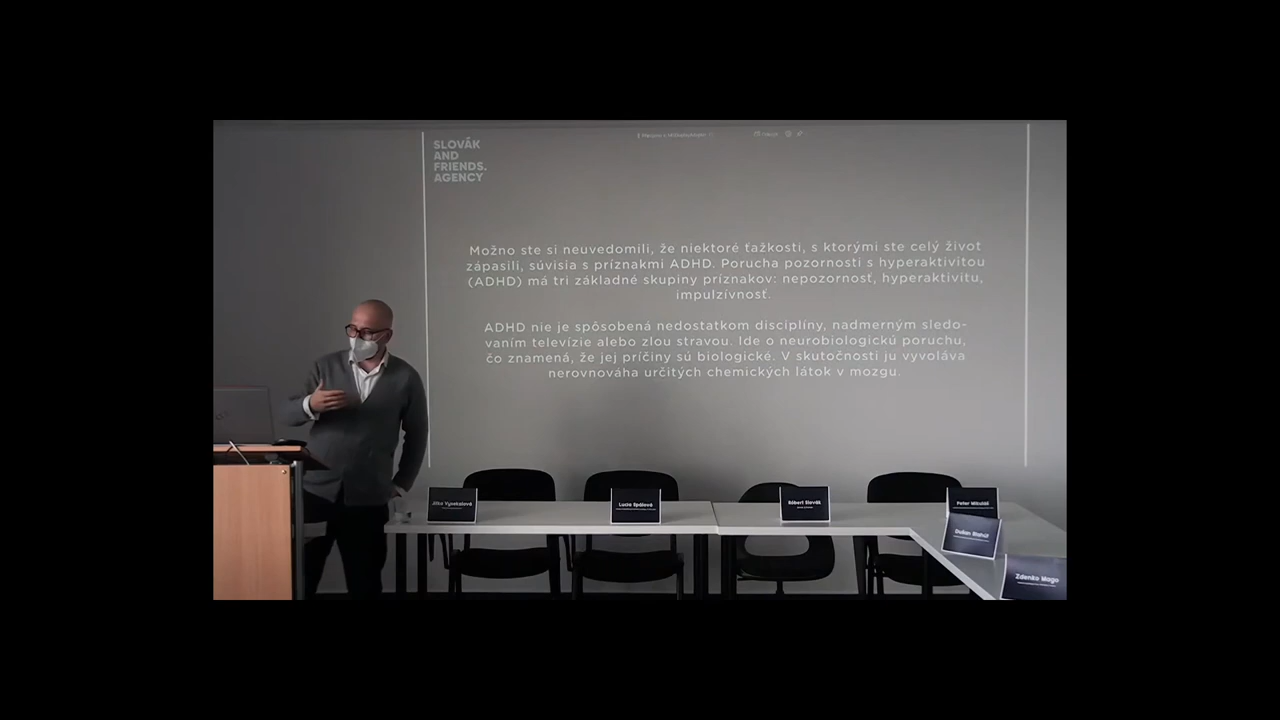 SLOVÁK
AND
FRIENDS.
AGENCY
Možno ste si neuvedomili, že niektoré ťažkosti, s ktorými ste celý život
zápasili, súvisia s príznakmi ADHD. Porucha pozornosti s hyperaktivitou
(ADHD) má tri základné skupiny príznakov: nepozornosť, hyperaktivitu,
impulzívnosť.
ADHD nie je spôsobená nedostatkom disciplíny, nadmerným sledo-
vaním televízie alebo zlou stravou. Ide o neurobiologickú poruchu,
čo znamená, že jej príčiny sú biologické. V skutočnosti ju vyvoláva
nerovnováha určitých chemických látok v mozgu.
Jitka Vysekalová
Lucia Spálová
Róbert Slovák
Peter Mikuláš
Dušan Blahút
Zdenko Mago